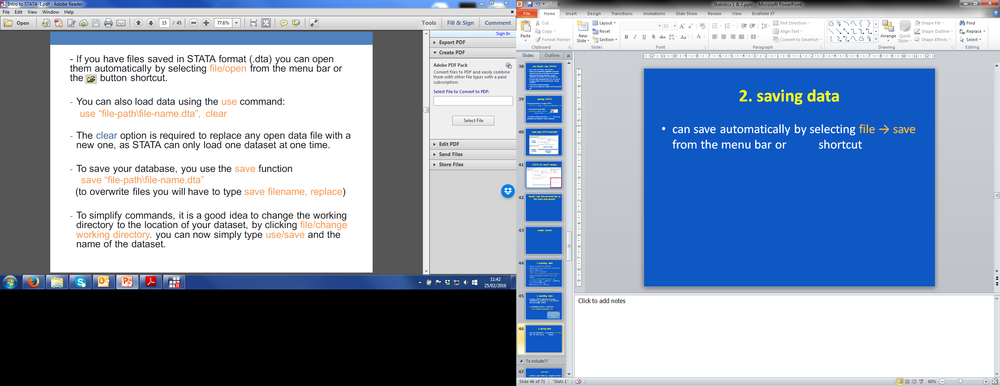 Intro to STATA-1.pdf - Adobe Reader
File Edit View Window Help
Open
15 / 45
77.6%
Tools
Fill & Sign
Comment
- If you have files saved in STATA format (.dta) you can open
them automatically by selecting file/open from the menu bar or
the button shortcut.
- You can also load data using the use command:
use “file-path\file-name.dta”, clear
- The clear option is required to replace any open data file with a
new one, as STATA can only load one dataset at one time.
- To save your database, you use the save function
save “file-path\file-name.dta”
(to overwrite files you will have to type save filename, replace)
- To simplify commands, it is a good idea to change the working
directory to the location of your dataset, by clicking file/change
working directory. you can now simply type use/save and the
name of the dataset.
Sign In
Export PDF
Create PDF
Adobe PDF Pack
Convert files to PDF and easily combine
them with other file types with a paid
subscription.
Select File to Convert to PDF:
Select File
Edit PDF
Send Files
Store Files
11
11:42
25/02/2016
Statistics 1 & 2.pptx - Microsoft PowerPoint
File Home Insert Design Transitions Animations Slide Show Review View EndNote X7
Paste
Cut
Copy
Format Painter
Clipboard
New
Slide
Layout
Reset
Section
Slides
32
Font
Text Direction
Align Text
Convert to SmartArt
Paragraph
Arrange
Quick
Styles
Shape Fill
Shape Outline
Shape Effects
Drawing
Find
Replace
Select
Editing
Slides
Outline
38
why should I use STATA?
39
starting STATA
40
what does STATA look like?
41
STATA 13 – the 6th window
42
should I use the command line or
the menu drop downs?
43
version control
44
1. inputting data
45
1. inputting data
46
2. saving data
can save automatically by selecting file → save
from the menu bar or shortcut
To include??
47
overview
2. saving data
• can save automatically by selecting file → save
from the menu bar or shortcut
Click to add notes
Slide 46 of 71
"Stats 1"
80%